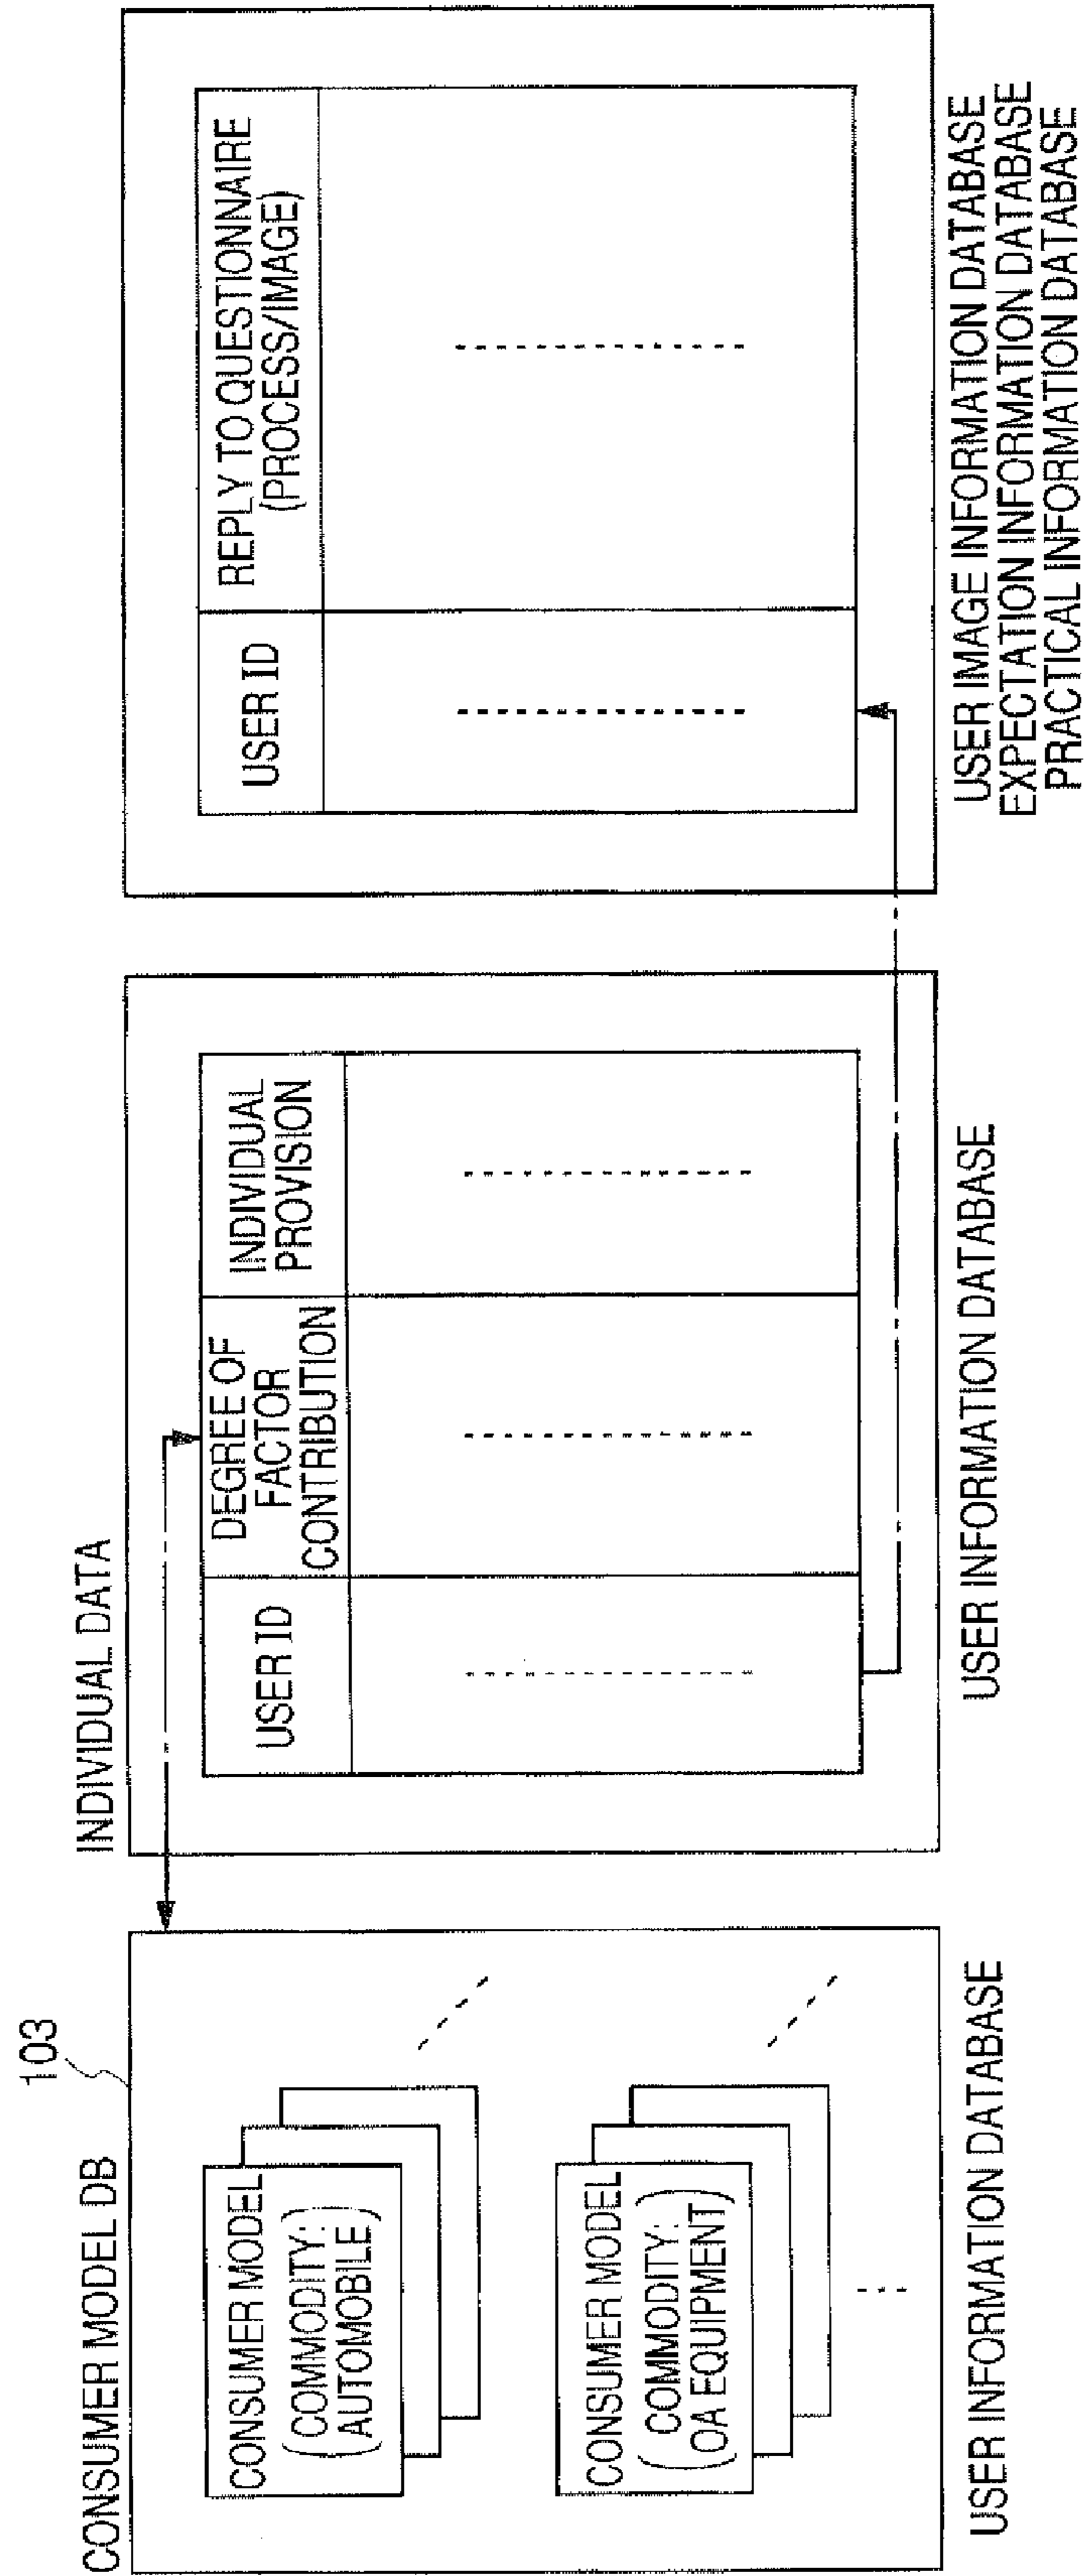 CONSUMER MODEL DB
103
CONSUMER MODEL
(COMMODITY:
AUTOMOBILE)
CONSUMER MODEL
(COMMODITY:
OA EQUIPMENT)
USER INFORMATION DATABASE
INDIVIDUAL DATA
USER ID
DEGREE OF
FACTOR
CONTRIBUTION
INDIVIDUAL
PROVISION
USER INFORMATION DATABASE
USER ID
REPLY TO QUESTIONNAIRE
(PROCESS/IMAGE)
USER IMAGE INFORMATION DATABASE
EXPECTATION INFORMATION DATABASE
PRACTICAL INFORMATION DATABASE